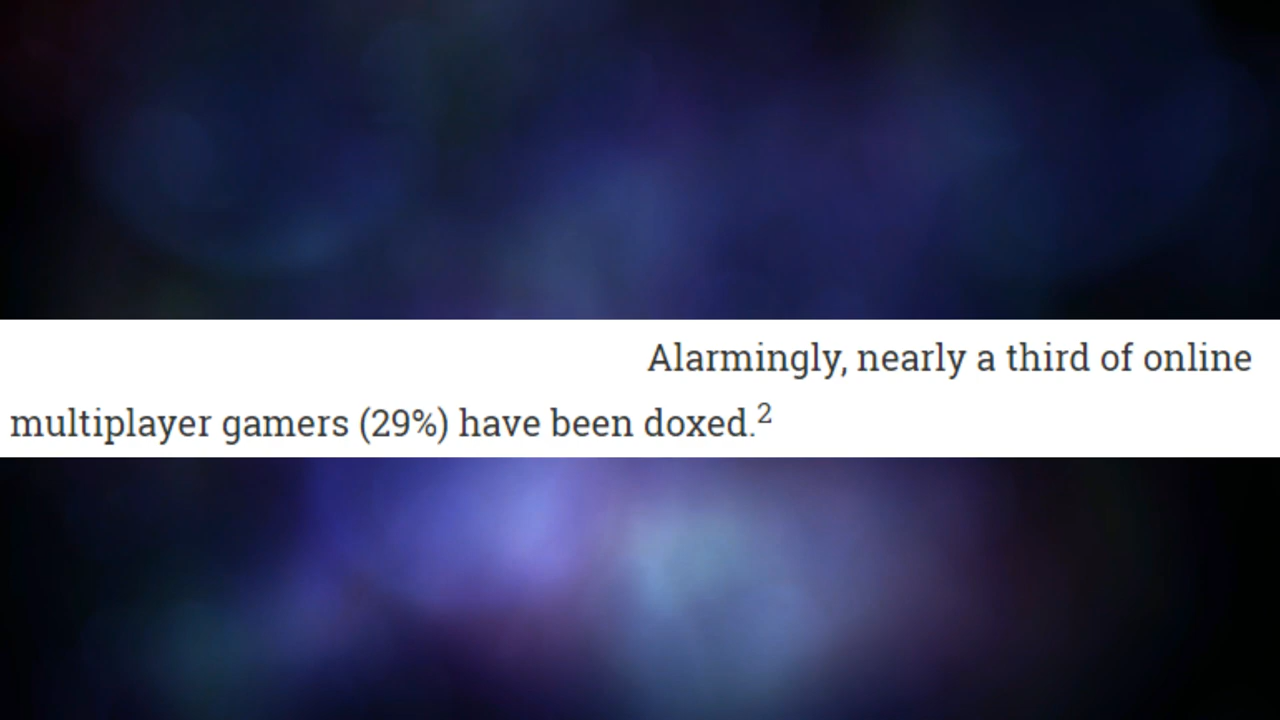 Alarmingly, nearly a third of online
multiplayer gamers (29%) have been doxed.²